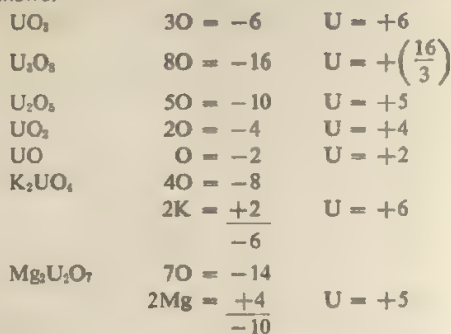 UO₃ 3O = −6 U = +6
U₃O₈ 8O = −16 U = +(16/3)
U₂O₅ 5O = −10 U = +5
UO₂ 2O = −4 U = +4
UO O = −2 U = +2
K₂UO₄ 4O = −8
2K = +2 U = +6
−6
Mg₂U₂O₇ 7O = −14
2Mg = +4 U = +5
−10